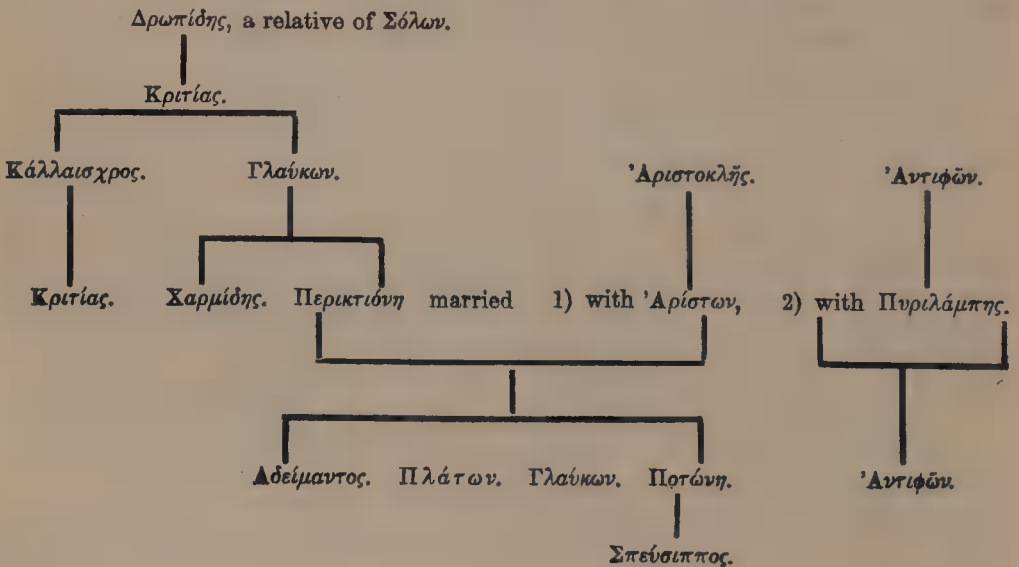 Δρωπίδης, a relative of Σόλων.
Κριτίας.
Κάλλαισχρος. Γλαύκων. Ἀριστοκλῆς. Ἀντιφῶν.
Κριτίας. Χαρμίδης. Περικτιόνη married 1) with Ἀρίστων, 2) with Πυριλάμπης.
Ἀδείμαντος. Πλάτων. Γλαύκων. Ποτώνη. Ἀντιφῶν.
Σπεύσιππος.